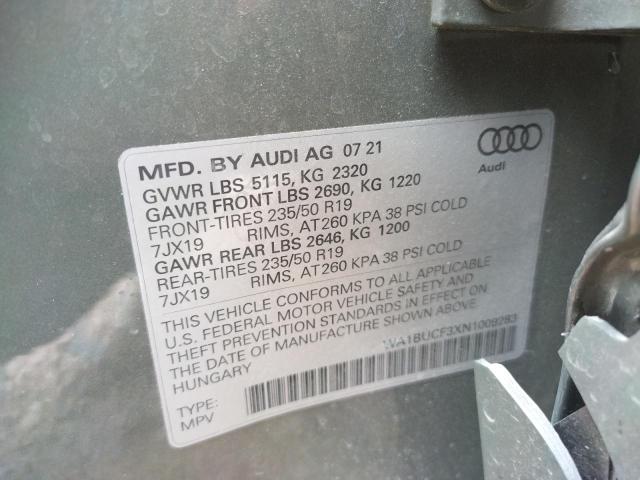 MFD. BY AUDI AG 07 21
Audi
GVWR LBS 5115, KG 2320
GAWR FRONT LBS 2690, KG 1220
FRONT-TIRES 235/50 R19
7JX19 RIMS, AT260 KPA 38 PSI COLD
GAWR REAR LBS 2646, KG 1200
REAR-TIRES 235/50 R19
7JX19 RIMS, AT260 KPA 38 PSI COLD
THIS VEHICLE CONFORMS TO ALL APPLICABLE
U.S. FEDERAL MOTOR VEHICLE SAFETY AND
THEFT PREVENTION STANDARDS IN EFFECT ON
THE DATE OF MANUFACTURE SHOWN ABOVE.
HUNGARY
WA1BUCF3XN1009283
TYPE:
MPV